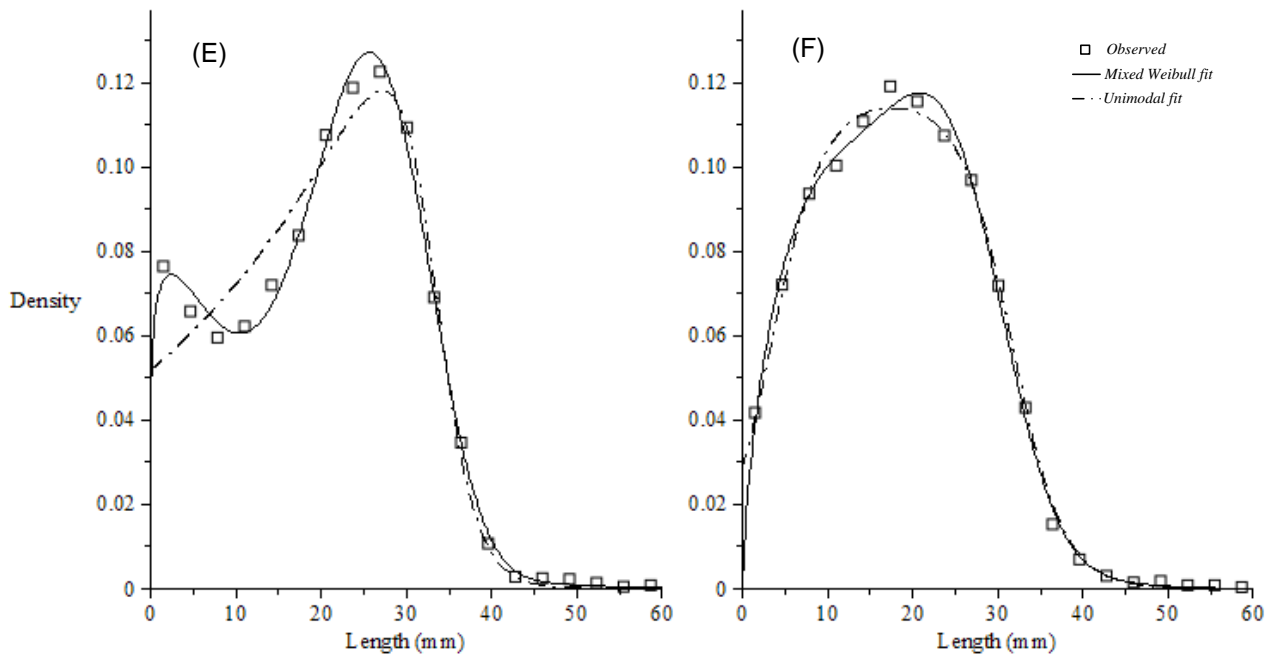 (E)
0.12
0.10
0.08
0.06
0.04
0.02
0
Density
0 10 20 30 40 50 60
Length (mm)
(F)
0.12
0.10
0.08
0.06
0.04
0.02
0
0 10 20 30 40 50 60
Length (mm)
Observed
Mixed Weibull fit
Unimodal fit